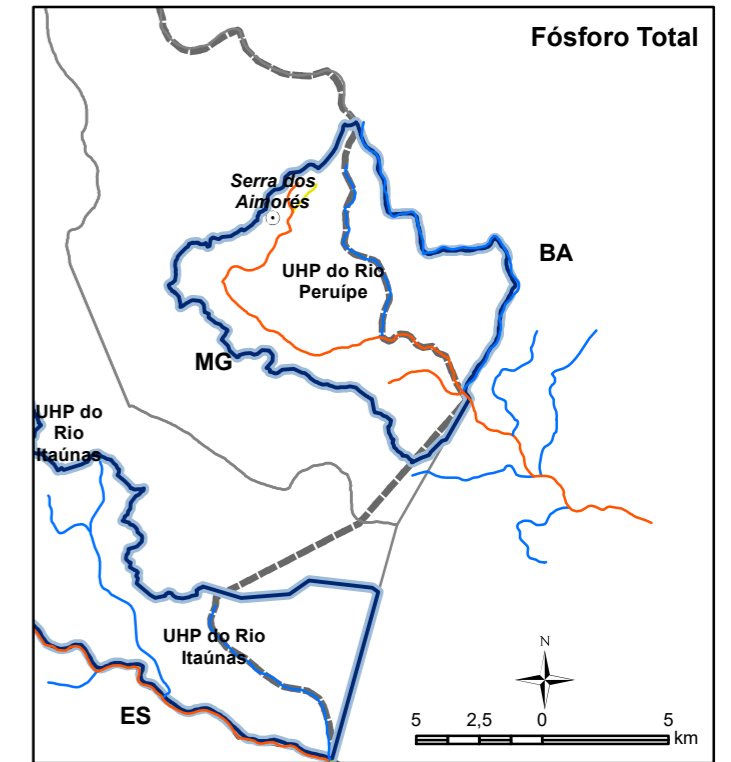 Fósforo Total
Serra dos
Aimorés
BA
UHP do Rio
Peruípe
MG
UHP do
Rio
Itaúnas
UHP do Rio
Itaúnas
ES
N
5 2,5 0 5
km